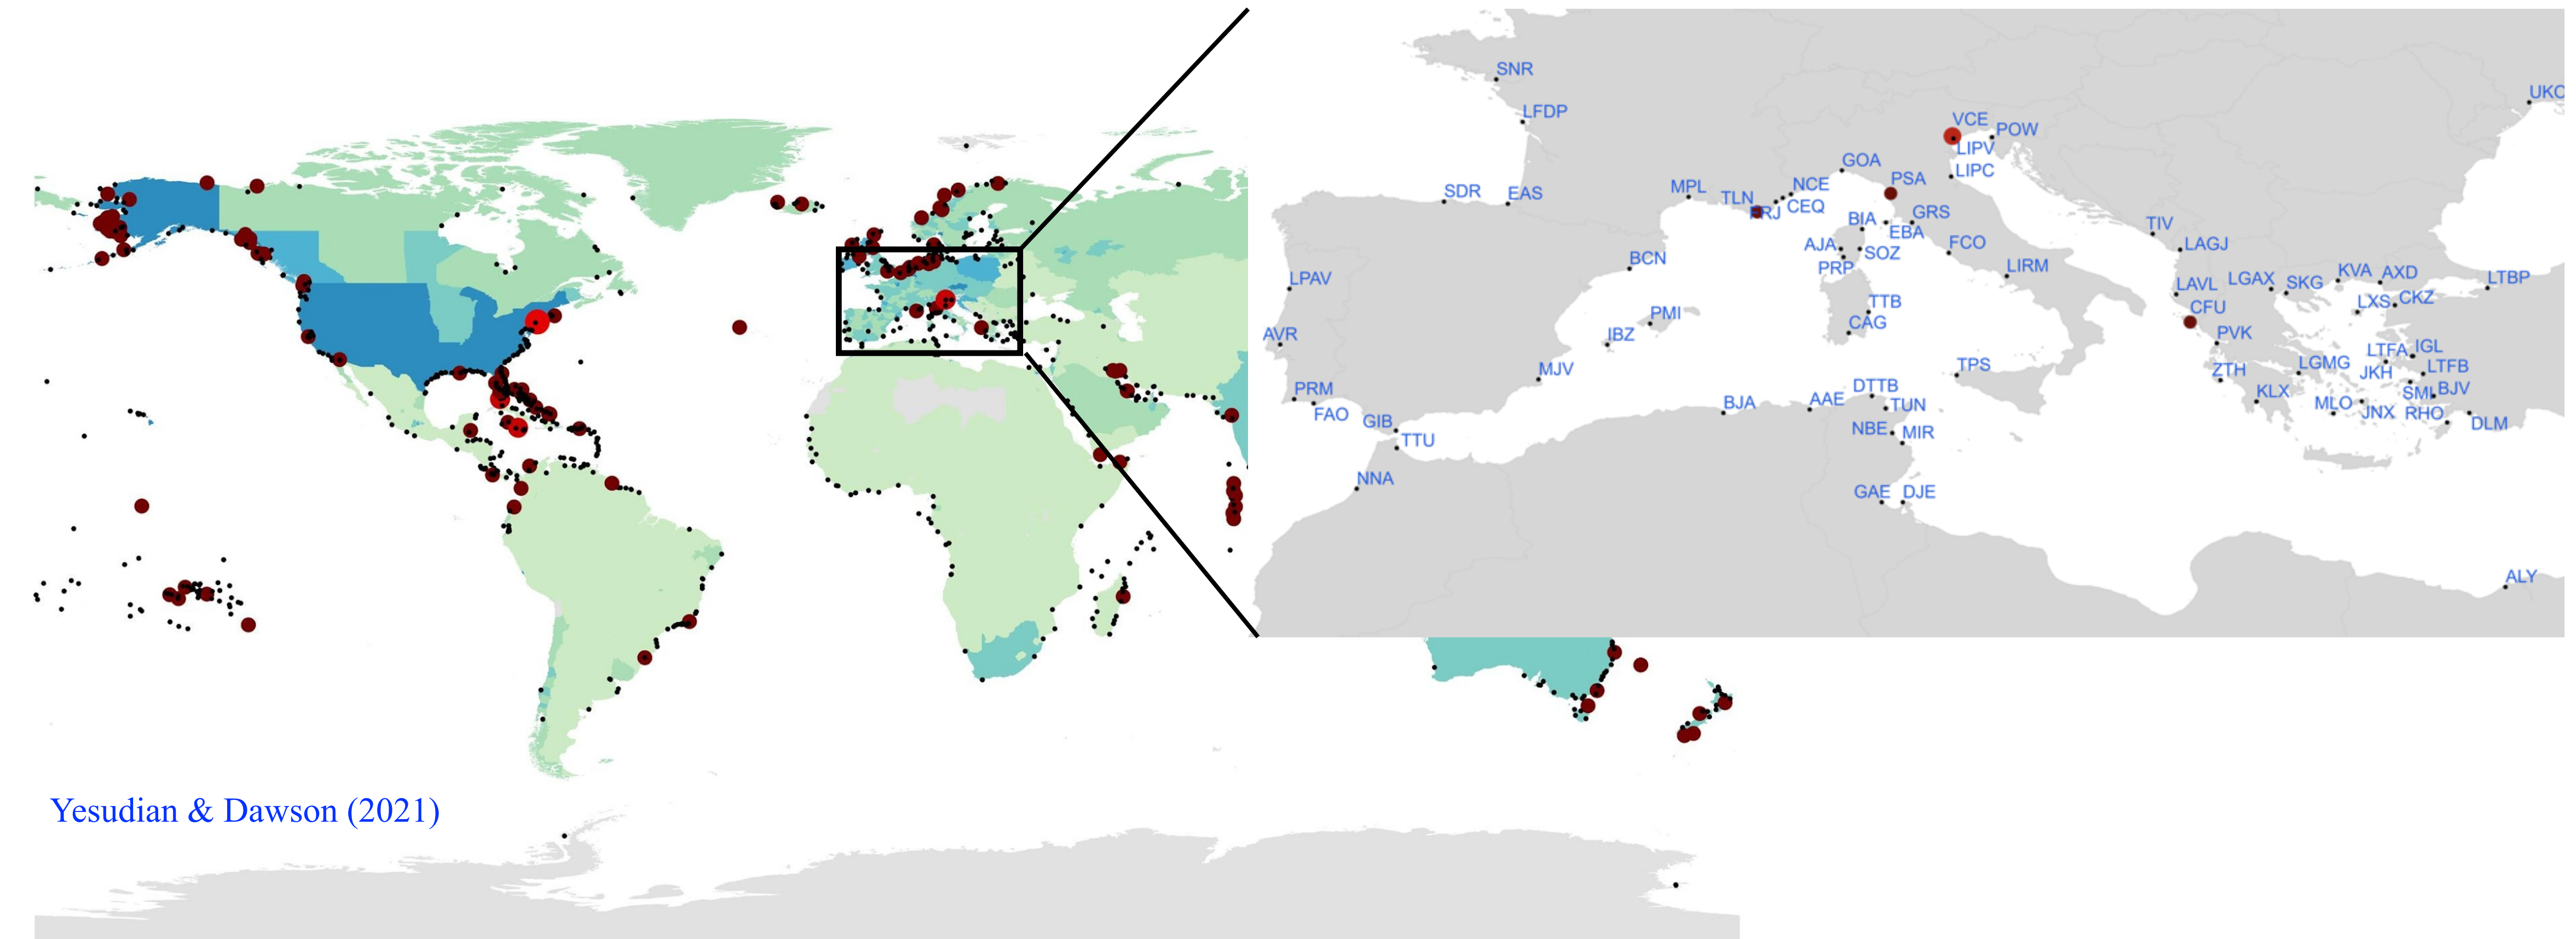 SNR
UKC
LFDP
VCE
POW
LIPV
LIPC
GOA
PSA
SDR
EAS
MPL
TLN
NCE
FRJ
CEQ
BIA
GRS
EBA
TIV
AJA
SOZ
FCO
LAGJ
PRP
BCN
LIRM
LPAV
LAVL
LGAX
SKG
KVA
AXD
LTBP
TTB
LXS
CKZ
PMI
CFU
CAG
AVR
IBZ
PVK
LTFA
IGL
MJV
TPS
ZTH
LGMG
JKH
LTFB
PRM
DTTB
KLX
SMI
BJV
FAO
BJA
AAE
TUN
MLO
JNX
RHO
GIB
DLM
TTU
NBE
MIR
NNA
GAE
DJE
ALY
Yesudian & Dawson (2021)